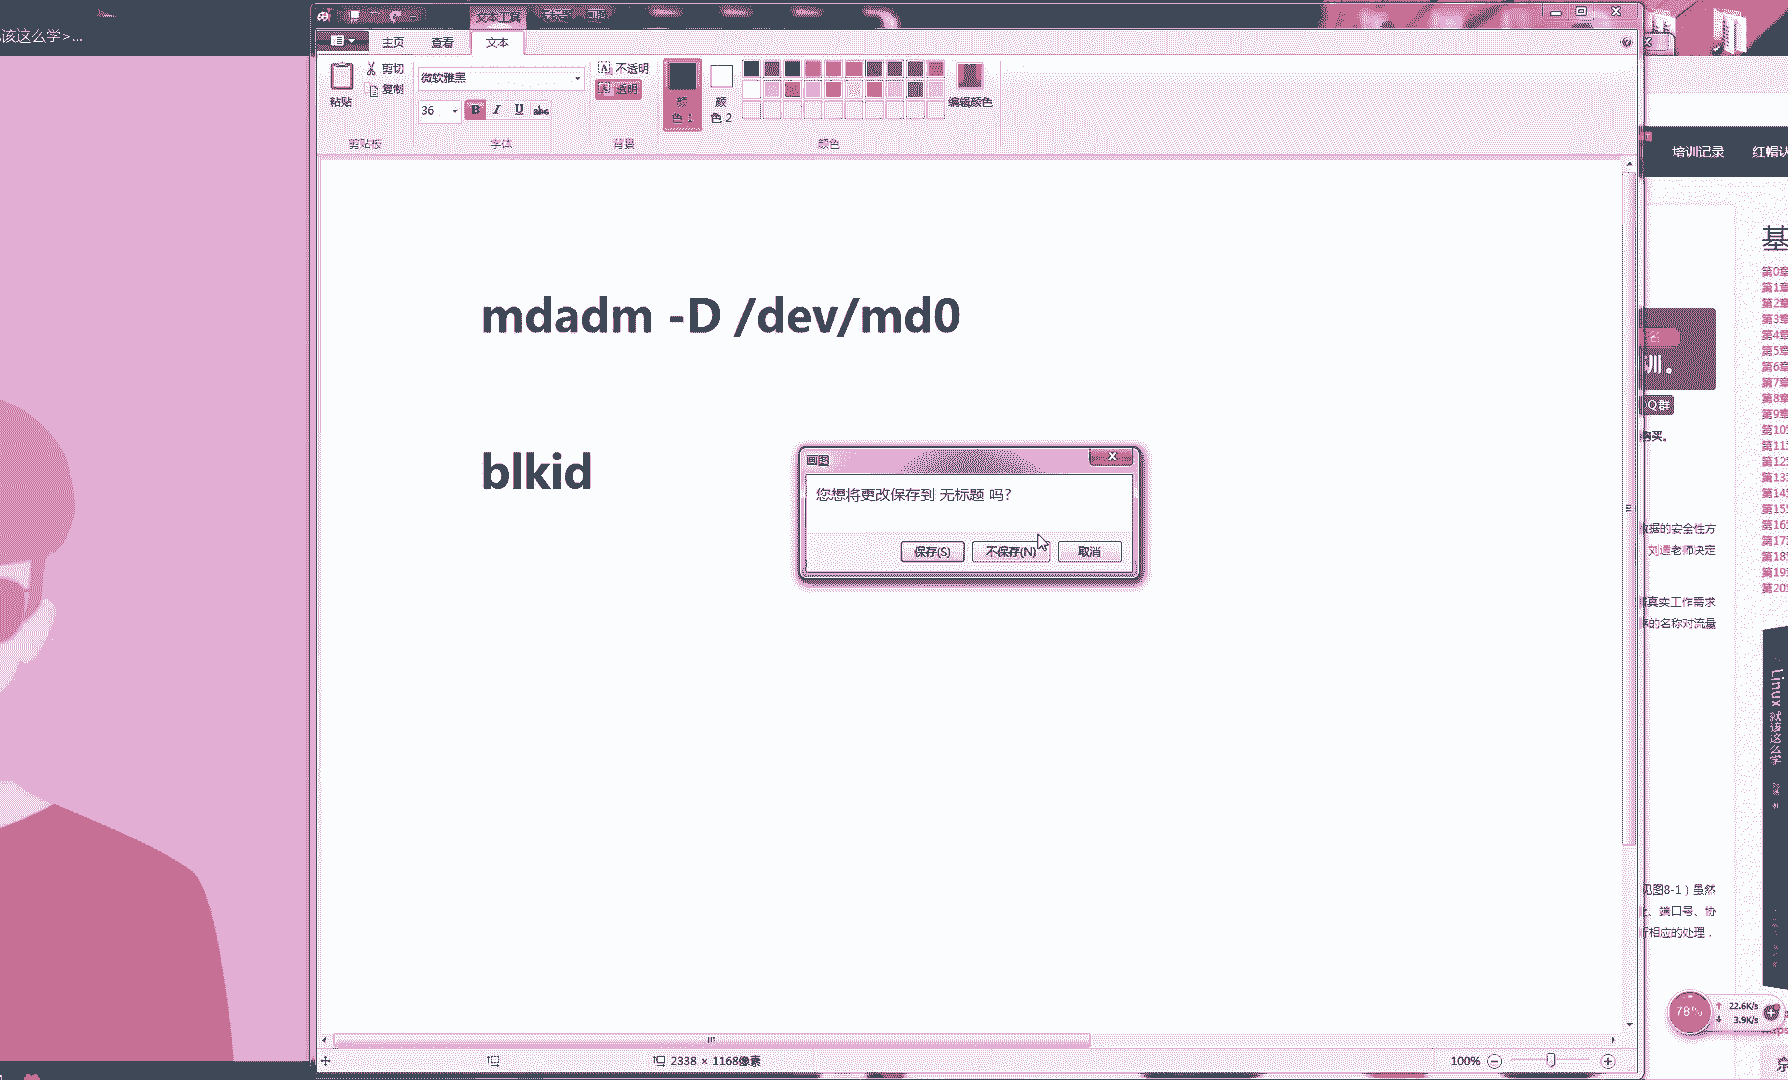 该这么学>...
文本工具
主页 查看 文本
粘贴
剪切
复制
剪贴板
微软雅黑
36 B I U abc
字体
不透明
透明
背景
颜色 1
颜色 2
编辑颜色
颜色
mdadm -D /dev/md0
blkid
画图
您想将更改保存到 无标题 吗?
保存(S) 不保存(N) 取消
2338 × 1168像素
100%
培训记录 红帽认
基
第0章
第1章
第2章
第3章
第4章
第5章
第6章
第7章
第8章
第9章
第10
第11
第12
第13
第14
第15
第16
第17
第18
第19
第20
训.
QQ群
购买。
数据的安全性方
刘遄老师决定
真实工作需求
的名称对流量
见图8-1）虽然
、端口号、协
相应的处理，
Linux 就该这么学
78%
22.6K/s
3.9K/s